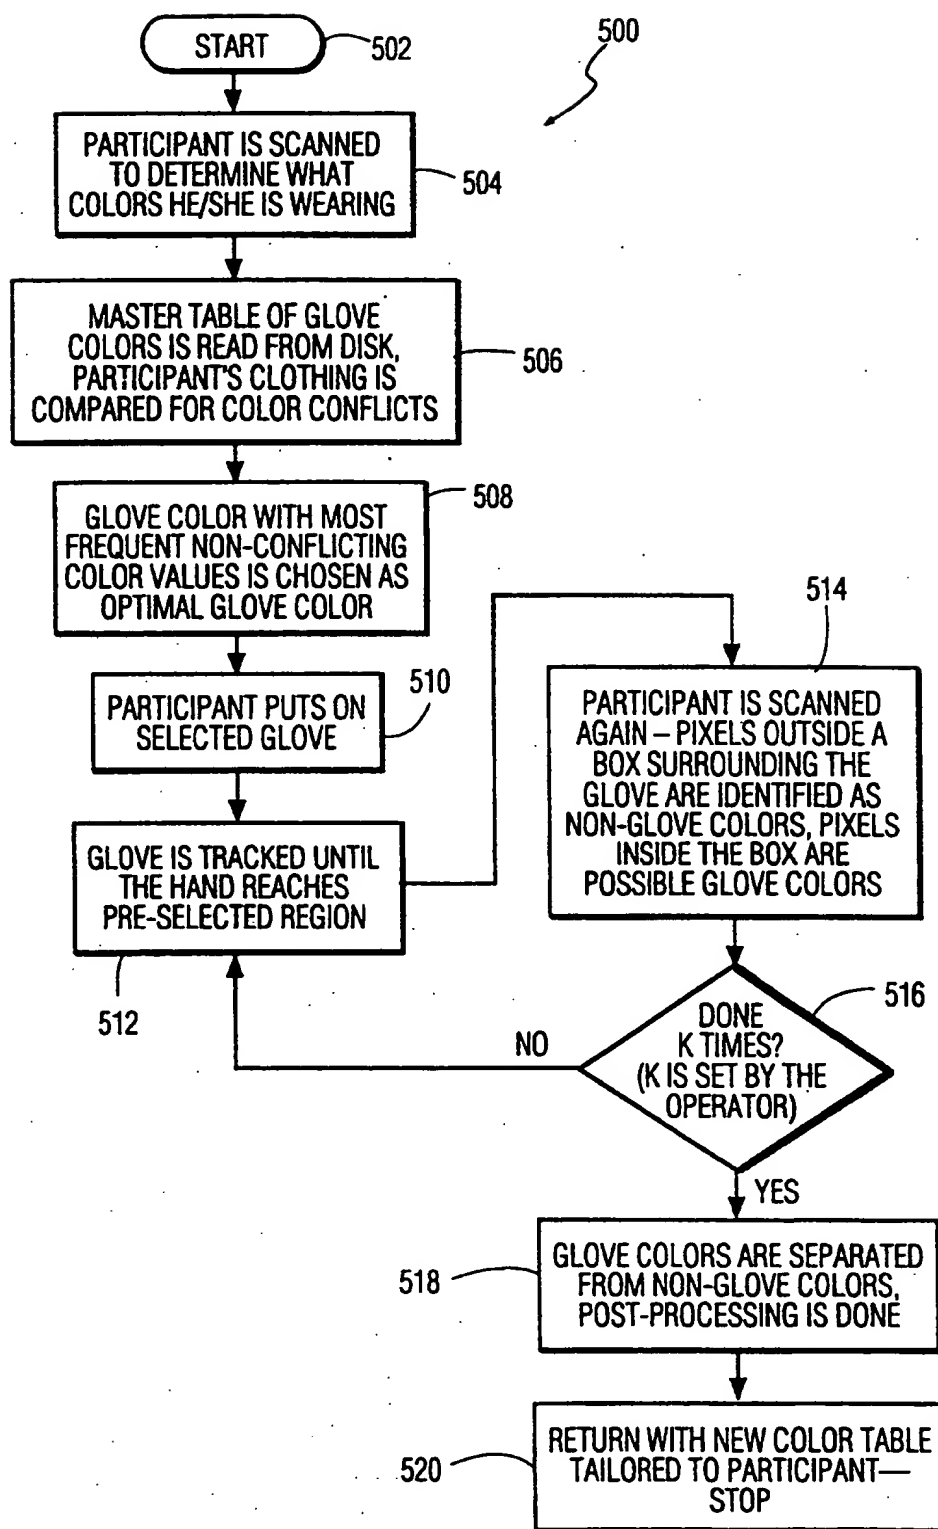 START
502
500
PARTICIPANT IS SCANNED
TO DETERMINE WHAT
COLORS HE/SHE IS WEARING
504
MASTER TABLE OF GLOVE
COLORS IS READ FROM DISK,
PARTICIPANT'S CLOTHING IS
COMPARED FOR COLOR CONFLICTS
506
GLOVE COLOR WITH MOST
FREQUENT NON-CONFLICTING
COLOR VALUES IS CHOSEN AS
OPTIMAL GLOVE COLOR
508
PARTICIPANT PUTS ON
SELECTED GLOVE
510
GLOVE IS TRACKED UNTIL
THE HAND REACHES
PRE-SELECTED REGION
512
514
PARTICIPANT IS SCANNED
AGAIN – PIXELS OUTSIDE A
BOX SURROUNDING THE
GLOVE ARE IDENTIFIED AS
NON-GLOVE COLORS, PIXELS
INSIDE THE BOX ARE
POSSIBLE GLOVE COLORS
516
DONE
K TIMES?
(K IS SET BY THE
OPERATOR)
NO
YES
518
GLOVE COLORS ARE SEPARATED
FROM NON-GLOVE COLORS,
POST-PROCESSING IS DONE
520
RETURN WITH NEW COLOR TABLE
TAILORED TO PARTICIPANT—
STOP